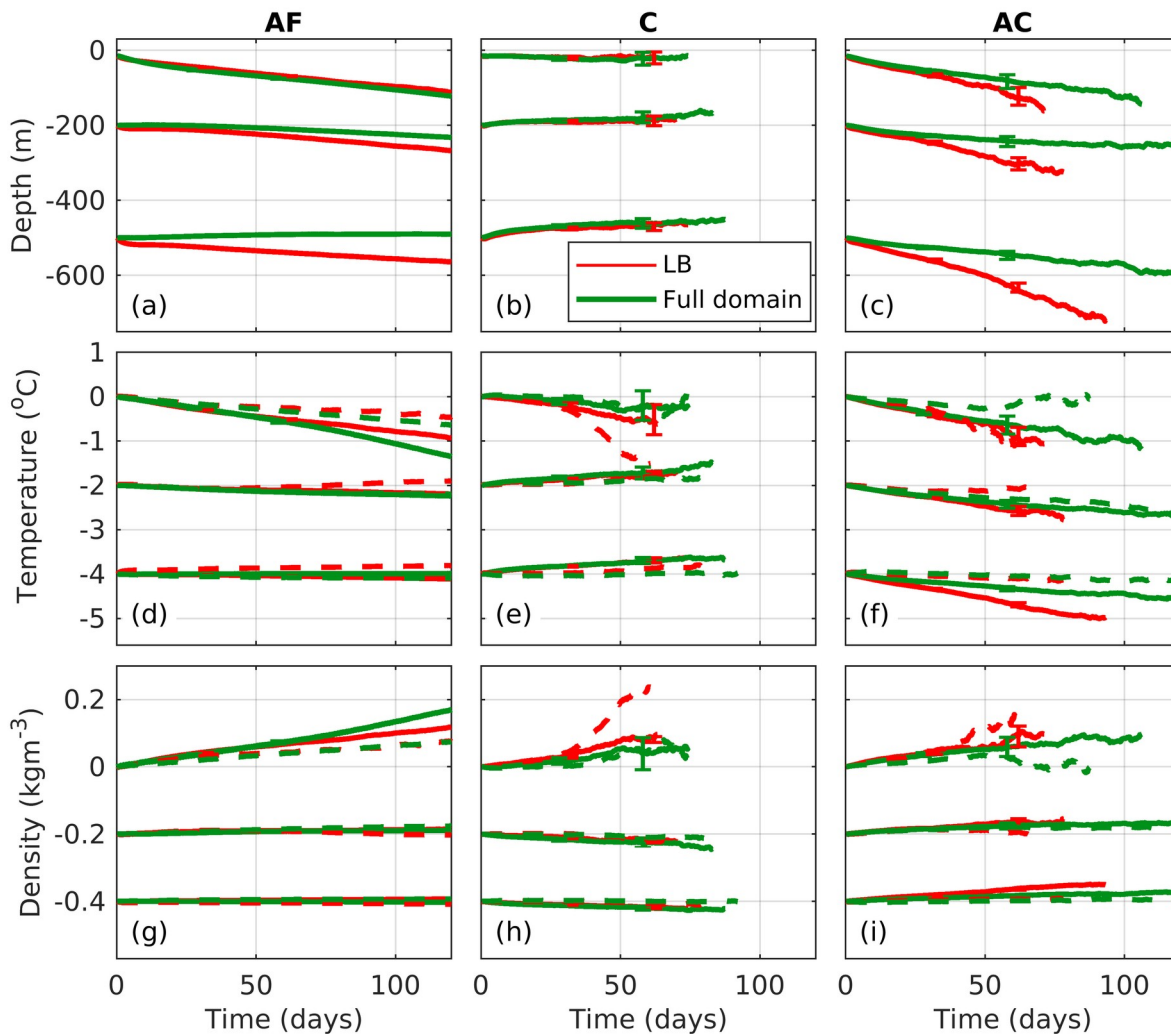 AF C AC
0
-200
-400
-600
Depth (m)
LB
Full domain
(a) (b) (c)
1
0
-1
-2
-3
-4
-5
Temperature (°C)
(d) (e) (f)
0.2
0
-0.2
-0.4
Density (kgm-3)
(g) (h) (i)
0 50 100 0 50 100 0 50 100
Time (days) Time (days) Time (days)